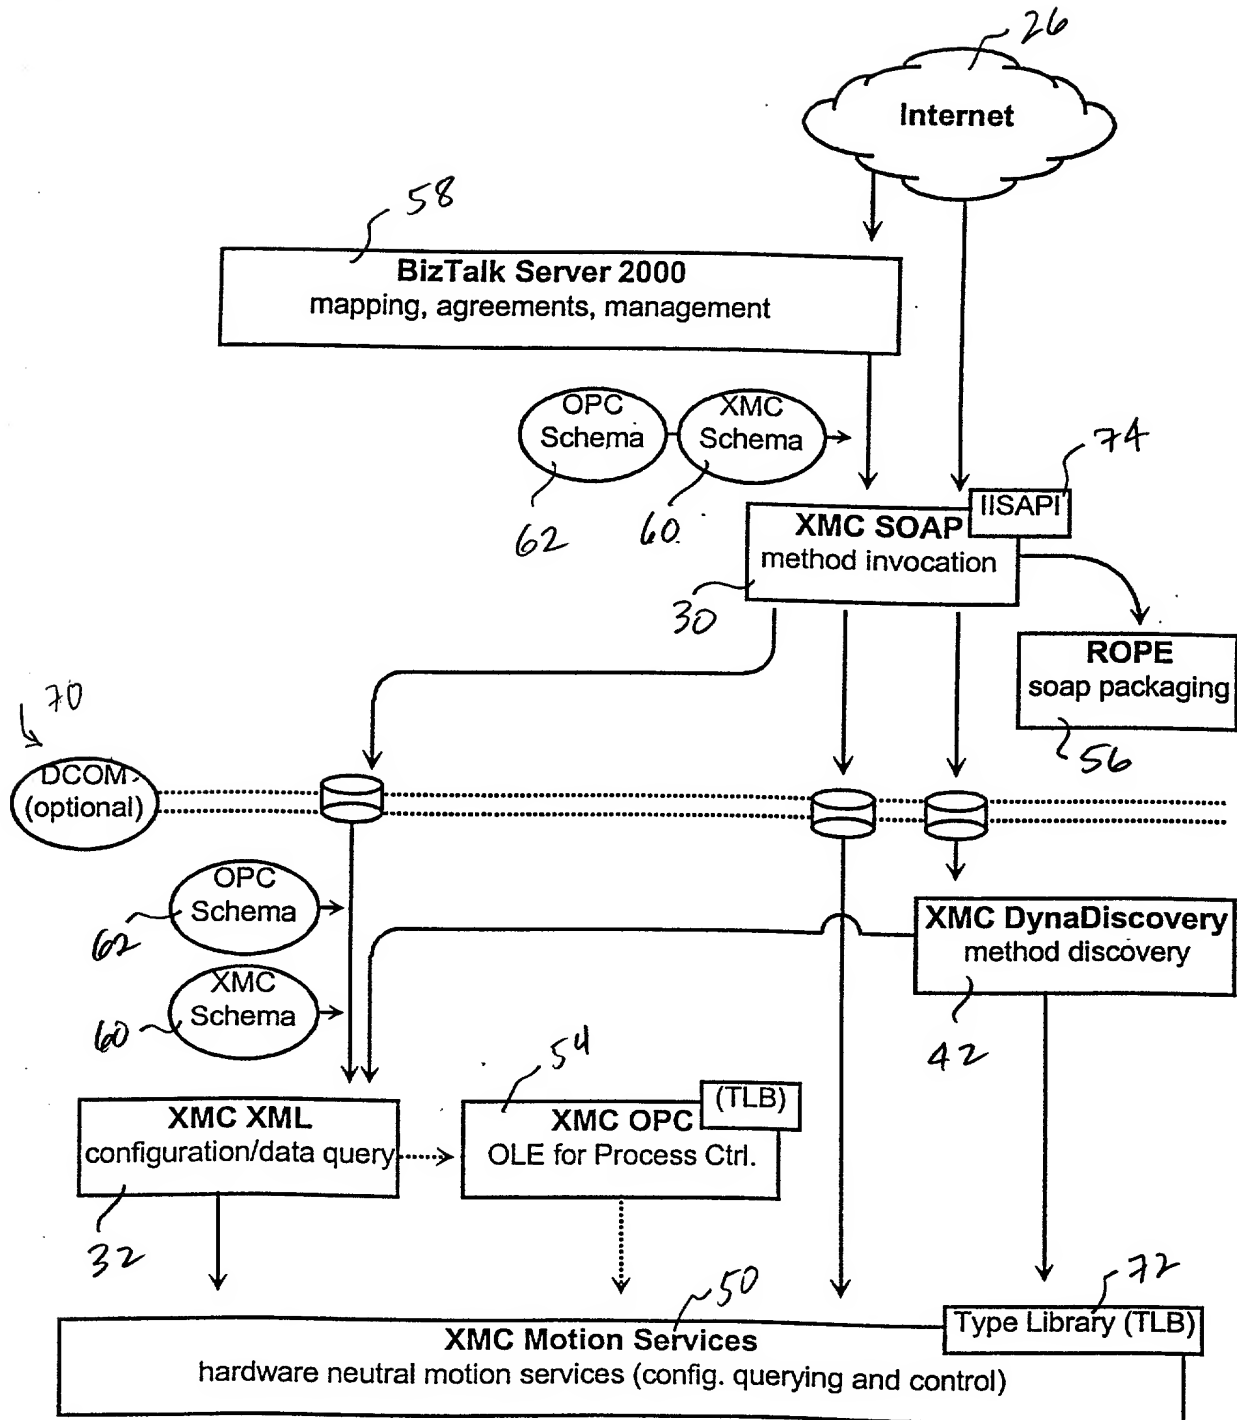 26
Internet
58
BizTalk Server 2000
mapping, agreements, management
OPC
Schema
XMC
Schema
62
60
74
IISAPI
XMC SOAP
method invocation
30
ROPE
soap packaging
56
70
DCOM
(optional)
OPC
Schema
62
XMC
Schema
60
XMC DynaDiscovery
method discovery
42
54
XMC XML
configuration/data query
32
(TLB)
XMC OPC
OLE for Process Ctrl.
50
72
Type Library (TLB)
XMC Motion Services
hardware neutral motion services (config. querying and control)